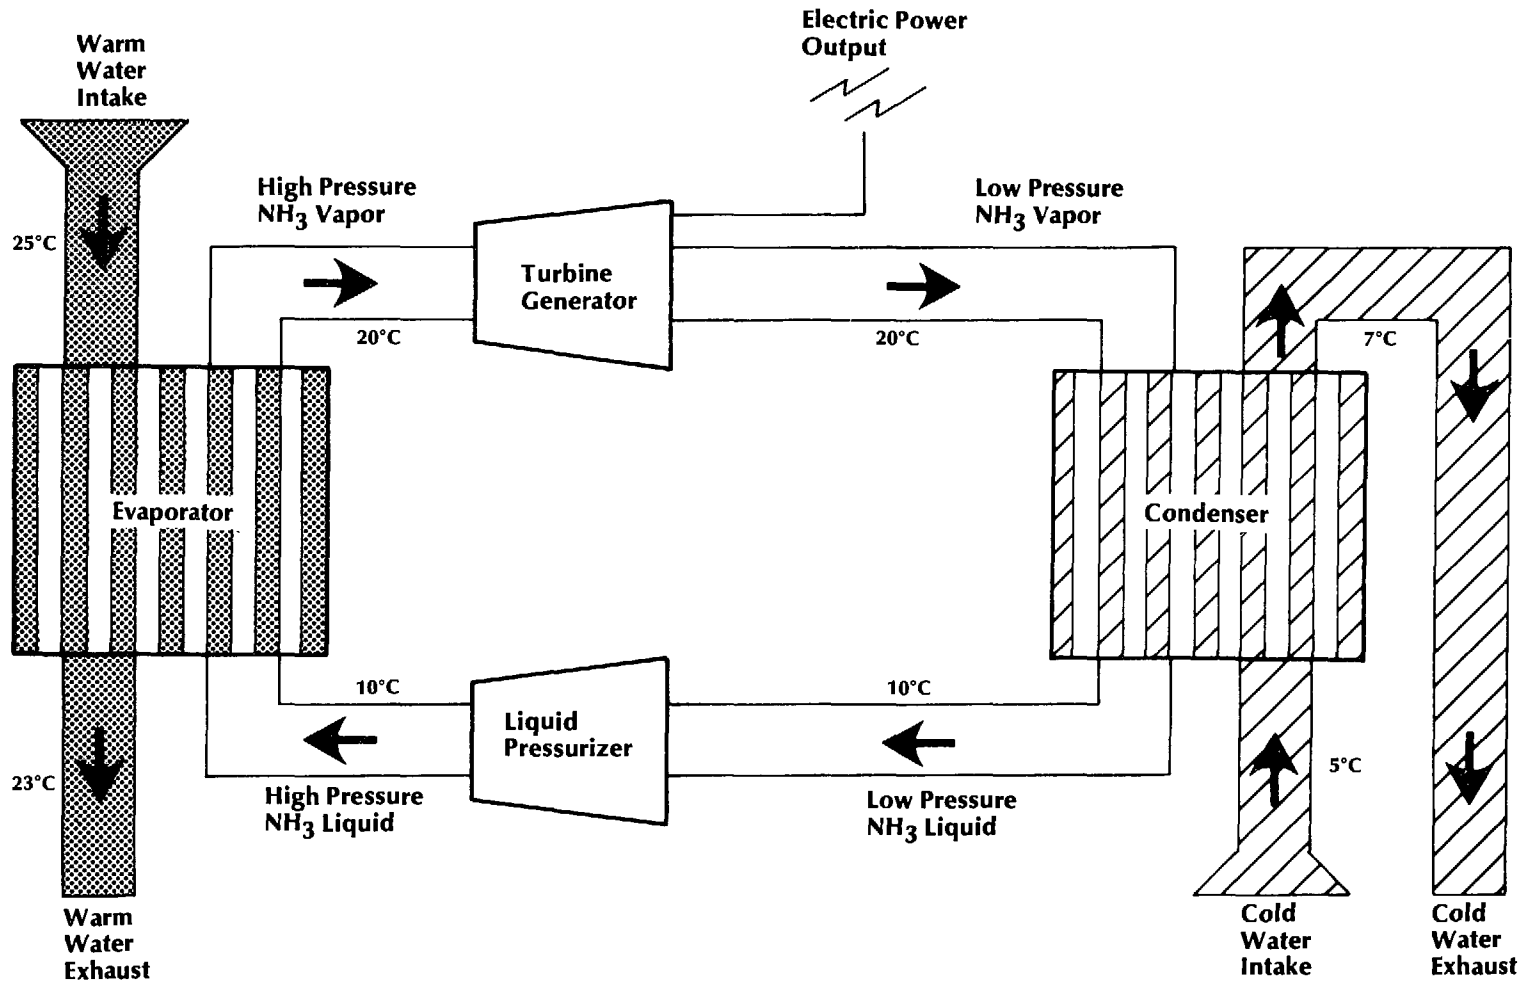 Electric Power
Output
Warm
Water
Intake
High Pressure
NH3 Vapor
Low Pressure
NH3 Vapor
25°C
Turbine
Generator
20°C
20°C
7°C
Evaporator
Condenser
10°C
10°C
Liquid
Pressurizer
5°C
23°C
High Pressure
NH3 Liquid
Low Pressure
NH3 Liquid
Warm
Water
Exhaust
Cold
Water
Intake
Cold
Water
Exhaust